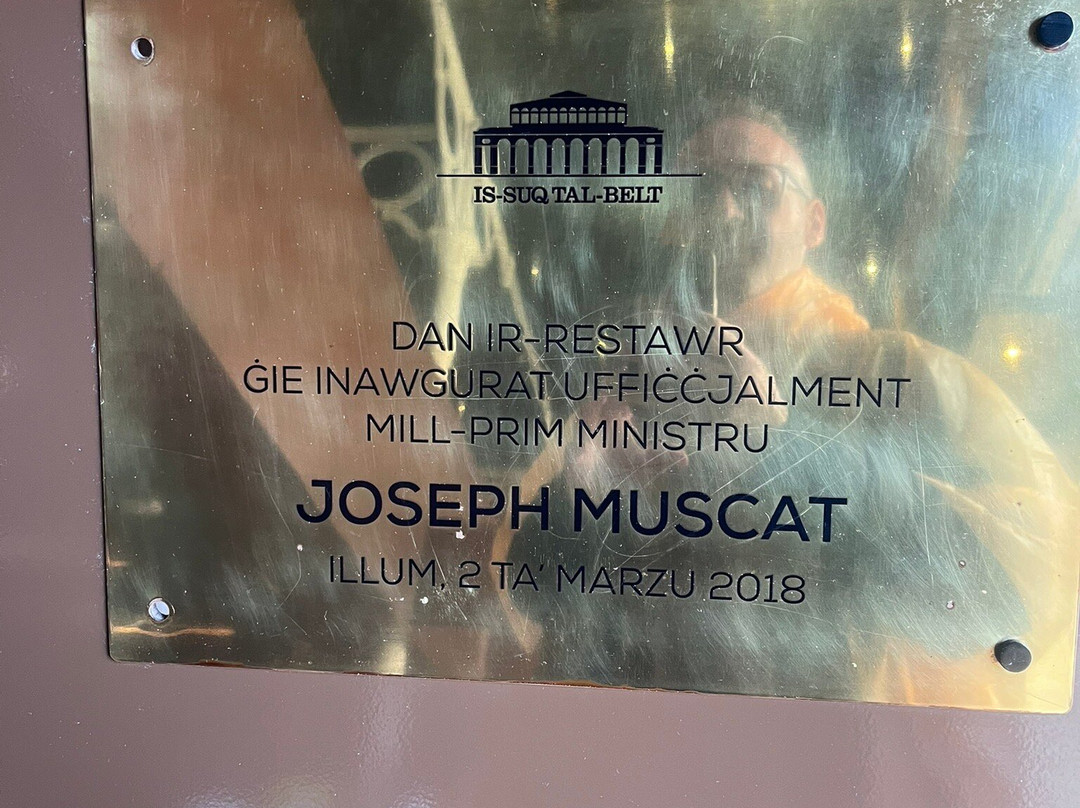 IS-SUQ TAL-BELT
DAN IR-RESTAWR
ĠIE INAWGURAT UFFIĊĊJALMENT
MILL-PRIM MINISTRU
JOSEPH MUSCAT
ILLUM, 2 TA' MARZU 2018